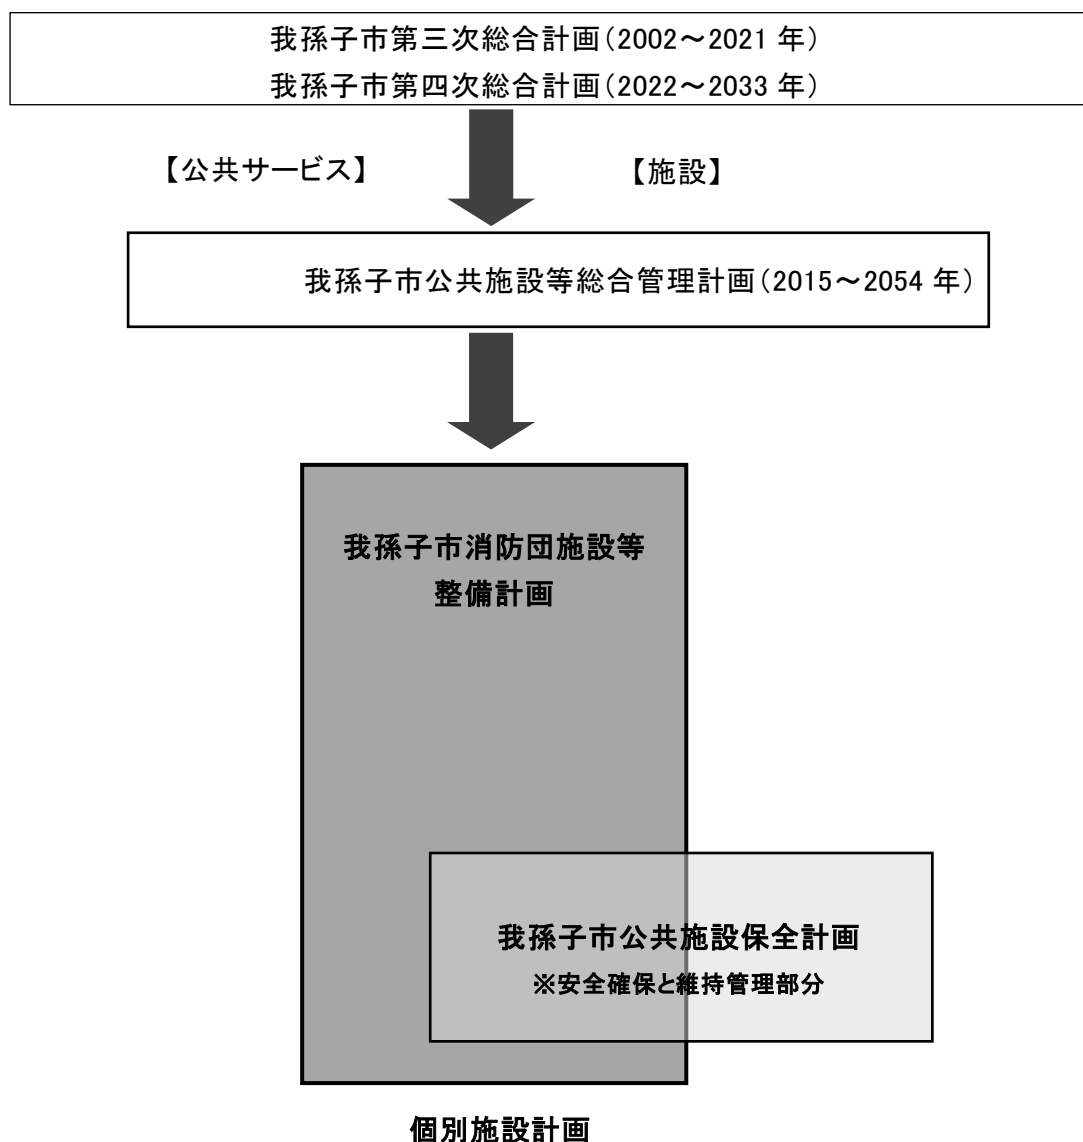 我孫子市第三次総合計画（2002～2021 年）
我孫子市第四次総合計画（2022～2033 年）
【公共サービス】
【施設】
我孫子市公共施設等総合管理計画（2015～2054 年）
我孫子市消防団施設等
整備計画
我孫子市公共施設保全計画
※安全確保と維持管理部分
個別施設計画